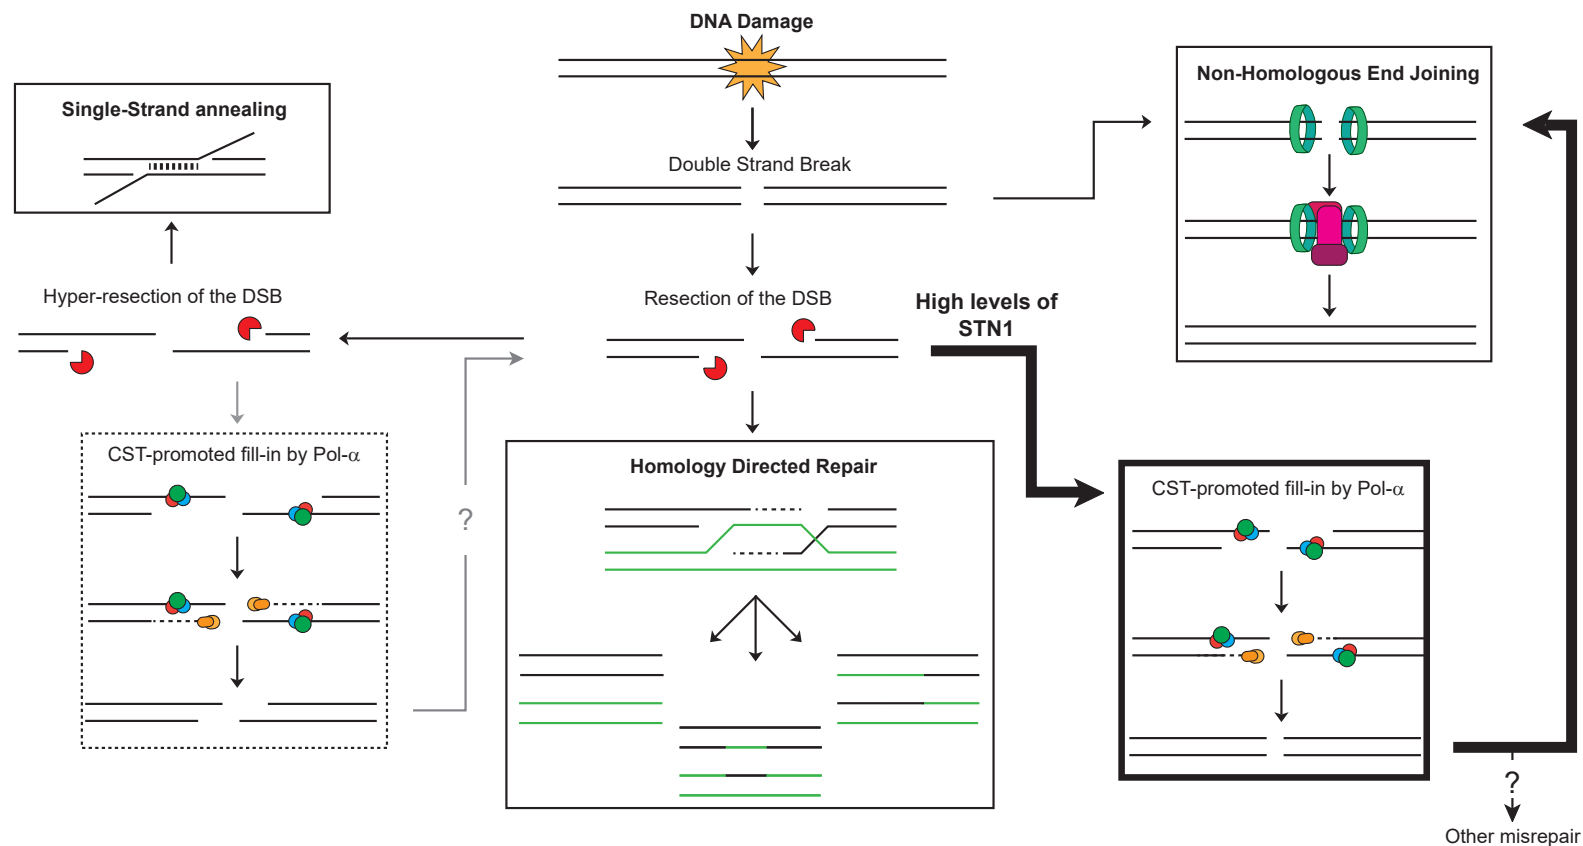 DNA Damage
Non-Homologous End Joining
Single-Strand annealing
Double Strand Break
Hyper-resection of the DSB
Resection of the DSB
High levels of
STN1
CST-promoted fill-in by Pol-α
Homology Directed Repair
CST-promoted fill-in by Pol-α
?
?
Other misrepair